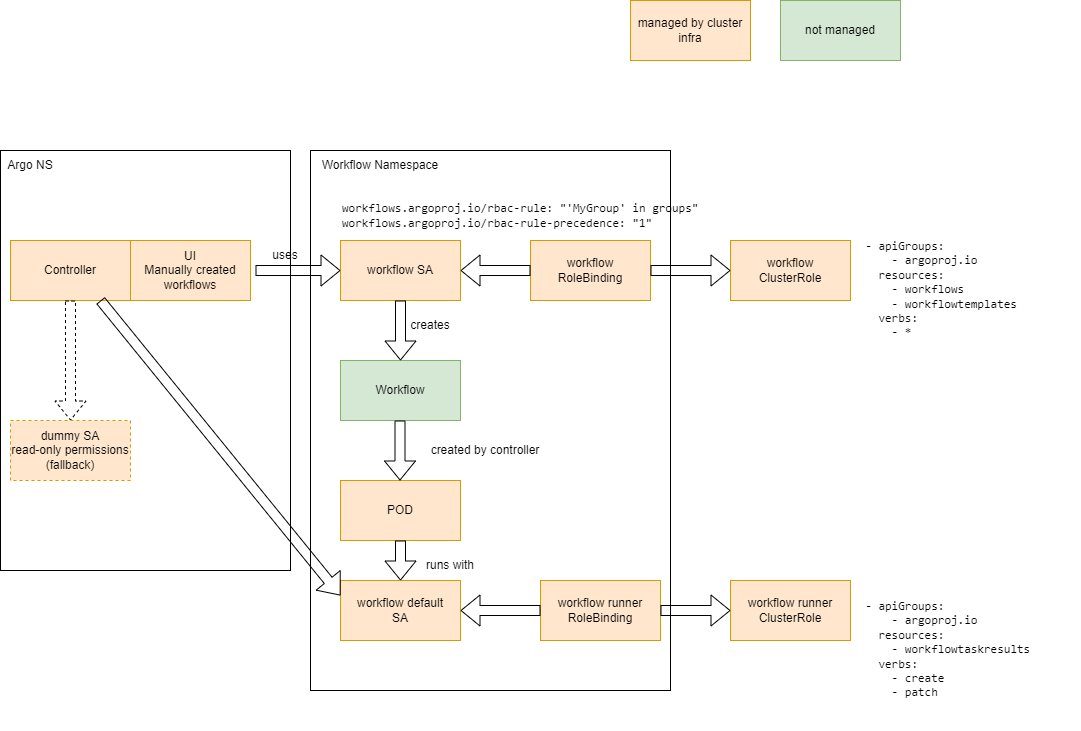 managed by cluster
infra
not managed
Argo NS
Workflow Namespace
workflows.argoproj.io/rbac-rule: "'MyGroup' in groups"
workflows.argoproj.io/rbac-rule-precedence: "1"
Controller
UI
Manually created
workflows
uses
workflow SA
workflow
RoleBinding
workflow
ClusterRole
- apiGroups:
- argoproj.io
resources:
- workflows
- workflowtemplates
verbs:
- *
creates
Workflow
dummy SA
read-only permissions
(fallback)
created by controller
POD
runs with
workflow default
SA
workflow runner
RoleBinding
workflow runner
ClusterRole
- apiGroups:
- argoproj.io
resources:
- workflowtaskresults
verbs:
- create
- patch